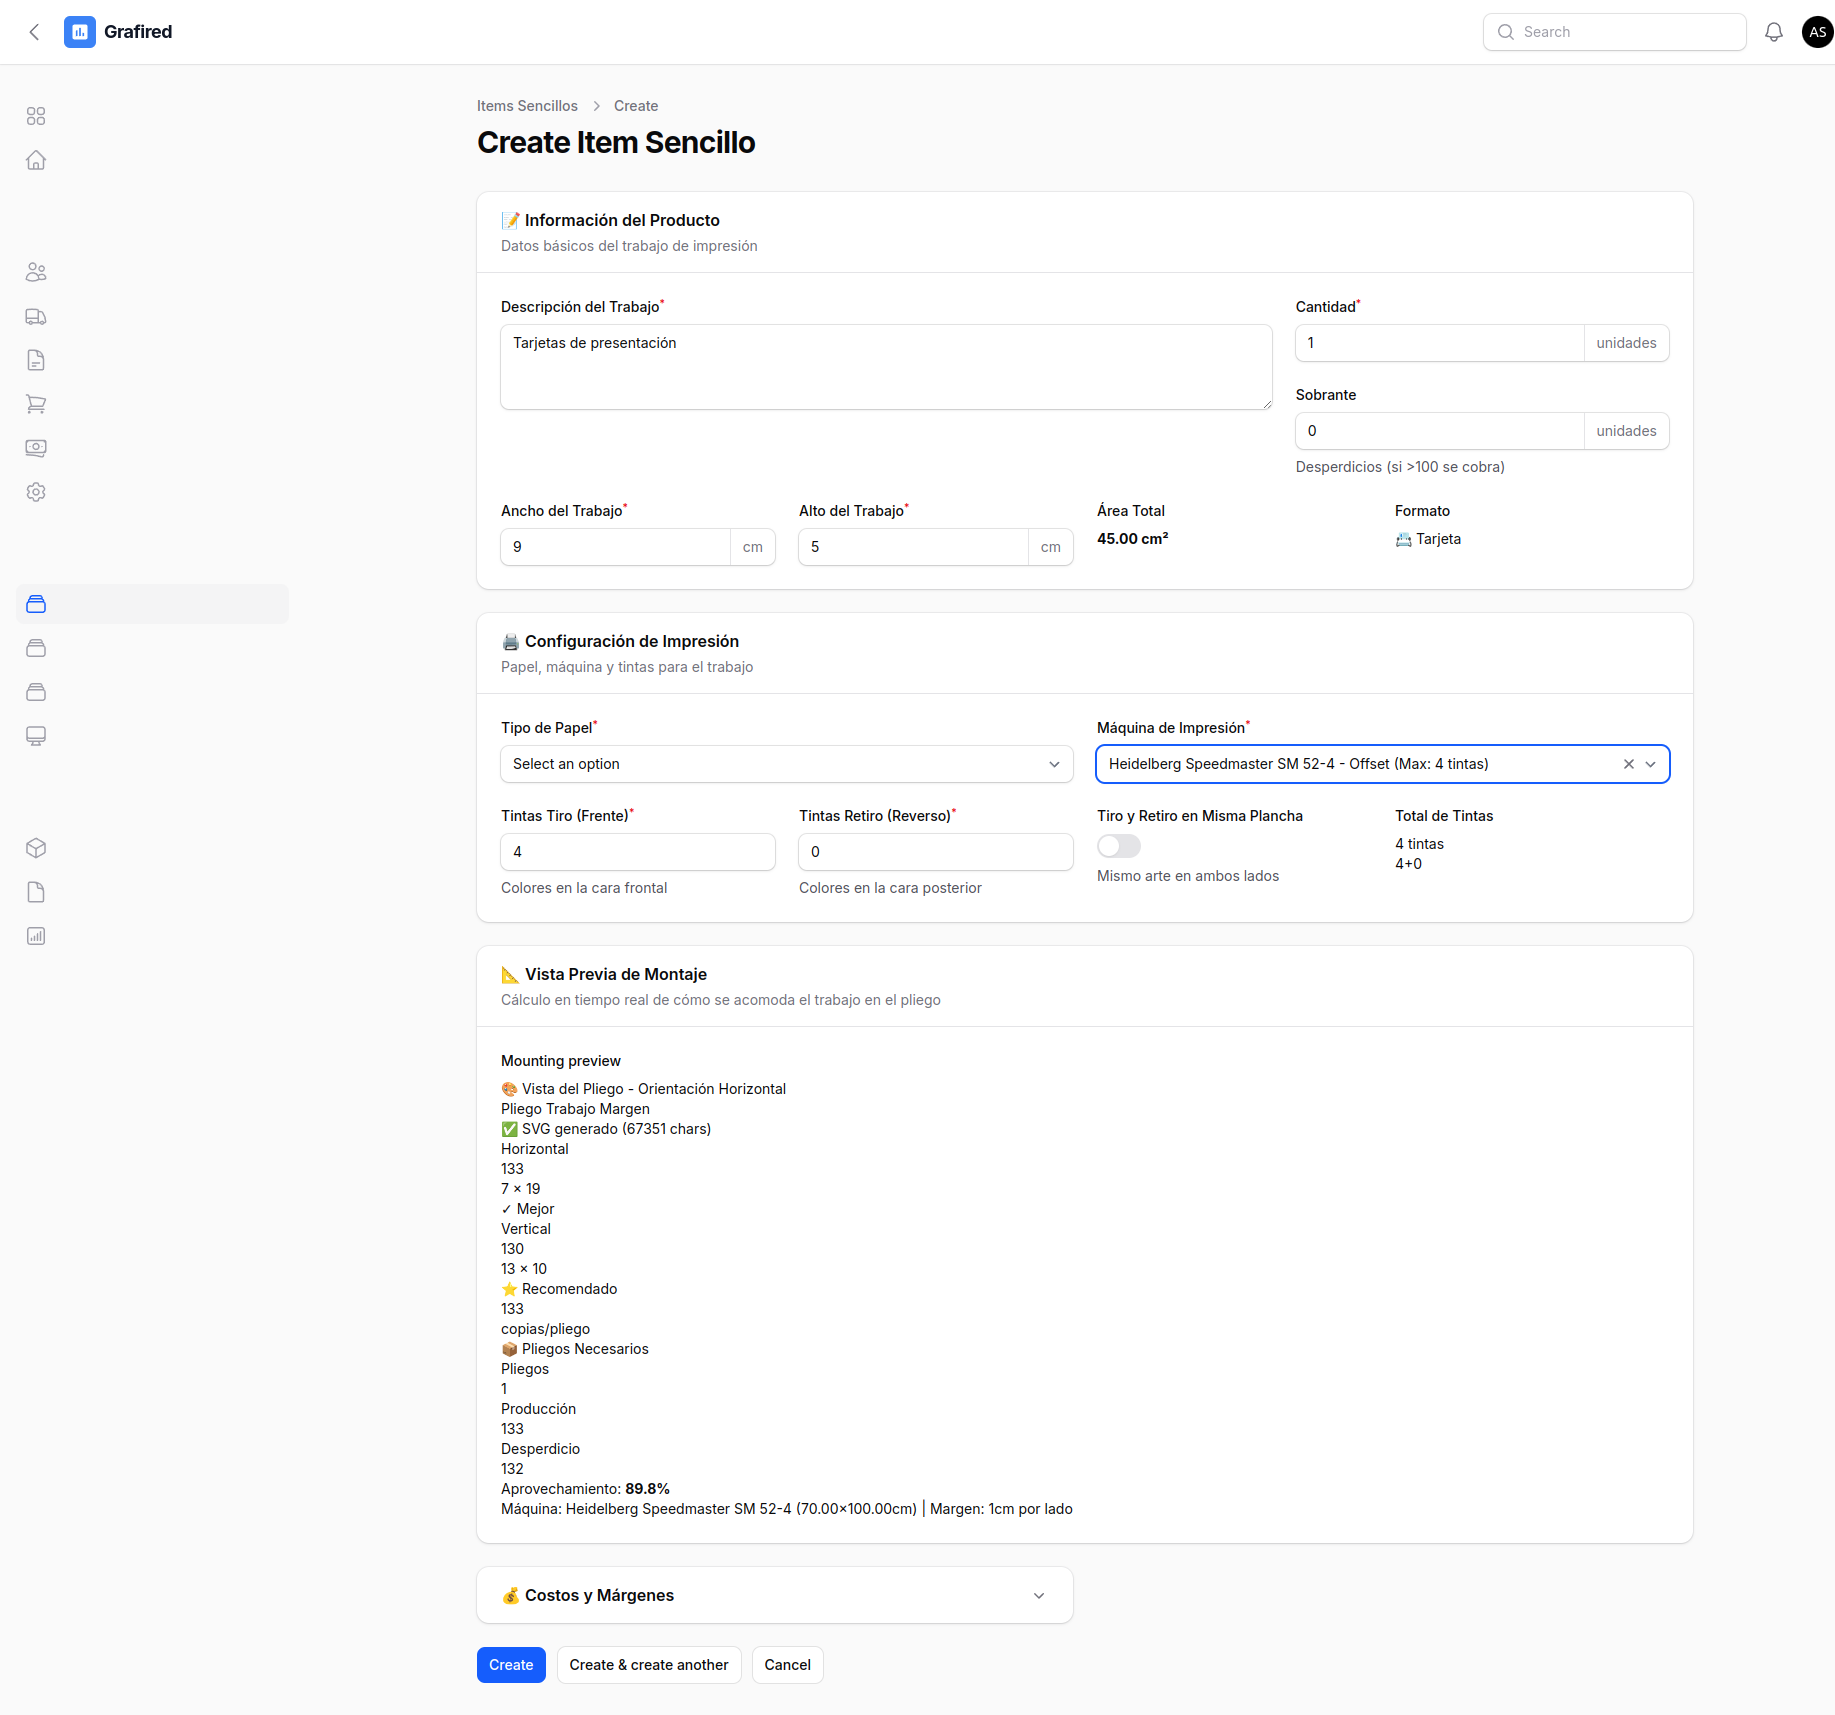 Grafired
Search
AS
Items Sencillos > Create
Create Item Sencillo
📝 Información del Producto
Datos básicos del trabajo de impresión
Descripción del Trabajo*
Tarjetas de presentación
Cantidad*
1 unidades
Sobrante
0 unidades
Desperdicios (si >100 se cobra)
Ancho del Trabajo*
9 cm
Alto del Trabajo*
5 cm
Área Total
45.00 cm²
Formato
📇 Tarjeta
🖨️ Configuración de Impresión
Papel, máquina y tintas para el trabajo
Tipo de Papel*
Select an option
Máquina de Impresión*
Heidelberg Speedmaster SM 52-4 - Offset (Max: 4 tintas)
Tintas Tiro (Frente)*
4
Colores en la cara frontal
Tintas Retiro (Reverso)*
0
Colores en la cara posterior
Tiro y Retiro en Misma Plancha
Mismo arte en ambos lados
Total de Tintas
4 tintas
4+0
📐 Vista Previa de Montaje
Cálculo en tiempo real de cómo se acomoda el trabajo en el pliego
Mounting preview
🎨 Vista del Pliego - Orientación Horizontal
Pliego Trabajo Margen
✅ SVG generado (67351 chars)
Horizontal
133
7 × 19
✓ Mejor
Vertical
130
13 × 10
⭐ Recomendado
133
copias/pliego
📦 Pliegos Necesarios
Pliegos
1
Producción
133
Desperdicio
132
Aprovechamiento: 89.8%
Máquina: Heidelberg Speedmaster SM 52-4 (70.00×100.00cm) | Margen: 1cm por lado
💰 Costos y Márgenes
Create
Create & create another
Cancel